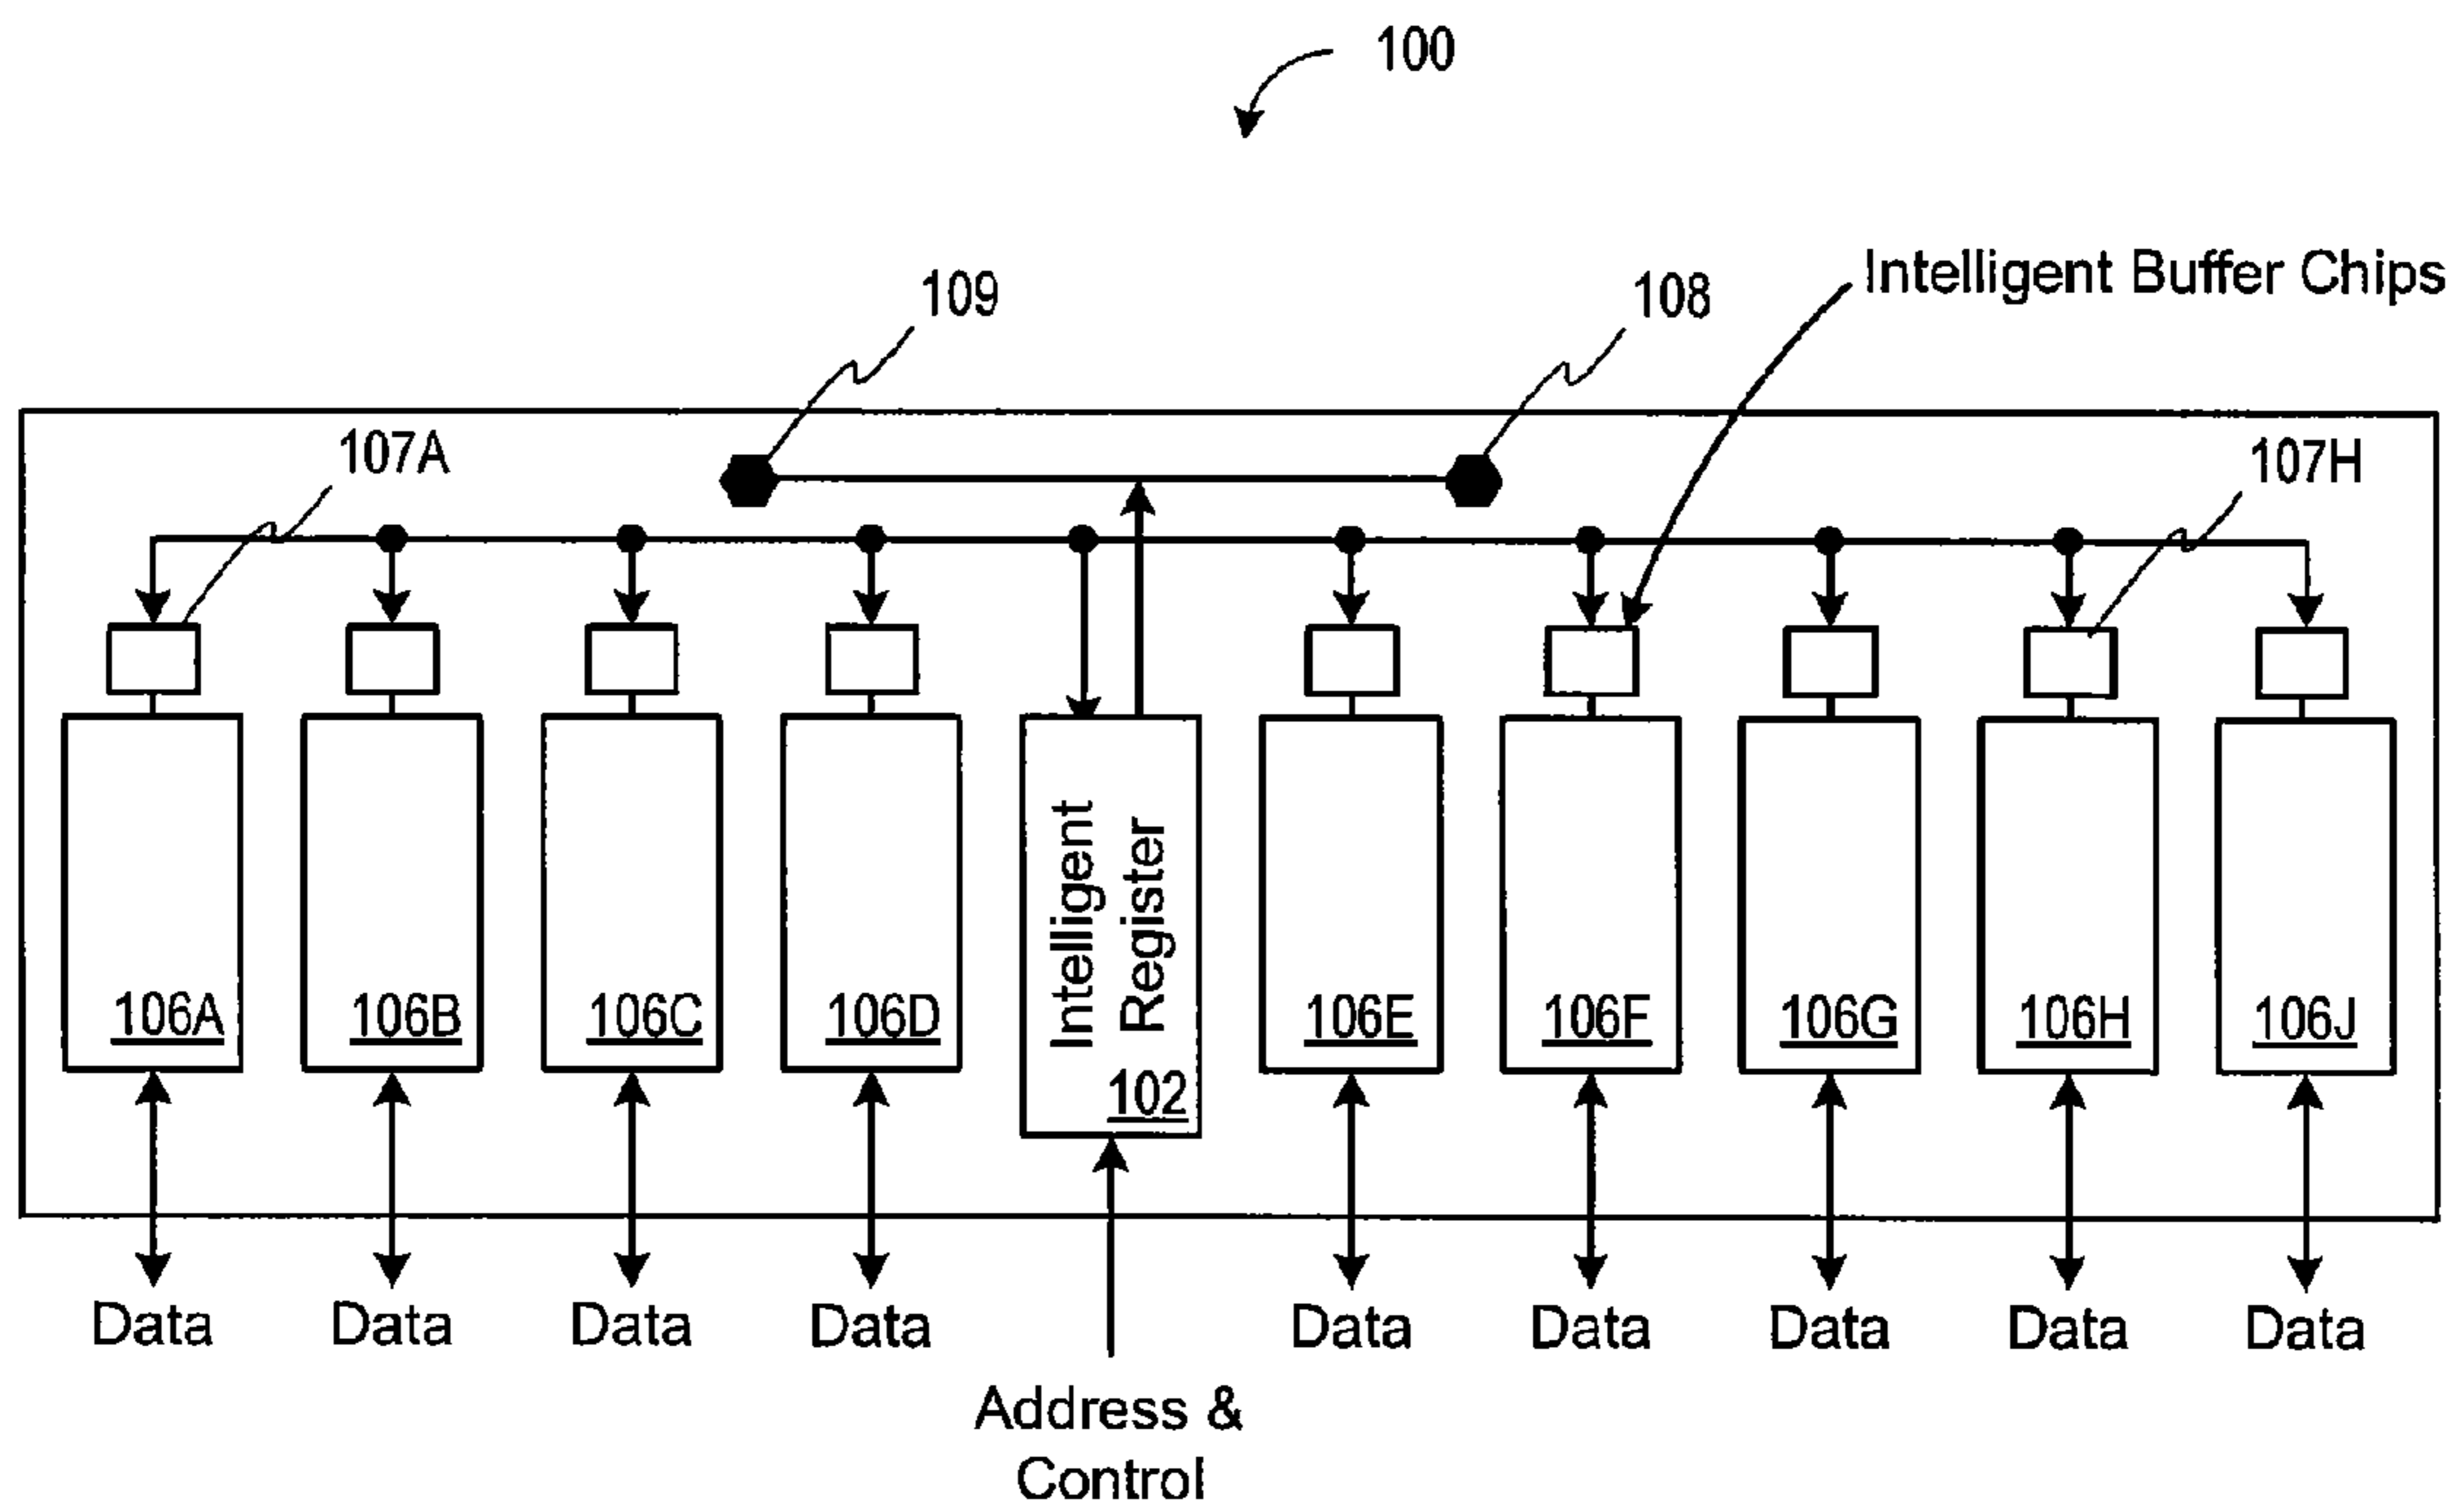 100
Intelligent Buffer Chips
109
108
107A
107H
Intelligent
Register
102
106A
106B
106C
106D
106E
106F
106G
106H
106J
Data
Data
Data
Data
Data
Data
Data
Data
Data
Address &
Control